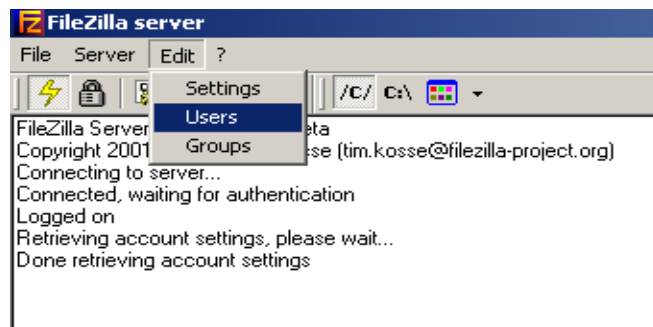 FileZilla server
File Server Edit ?
Settings
Users
Groups
/C/ C:\
FileZilla Server eta
Copyright 2001 sse (tim.kosse@filezilla-project.org)
Connecting to server...
Connected, waiting for authentication
Logged on
Retrieving account settings, please wait...
Done retrieving account settings